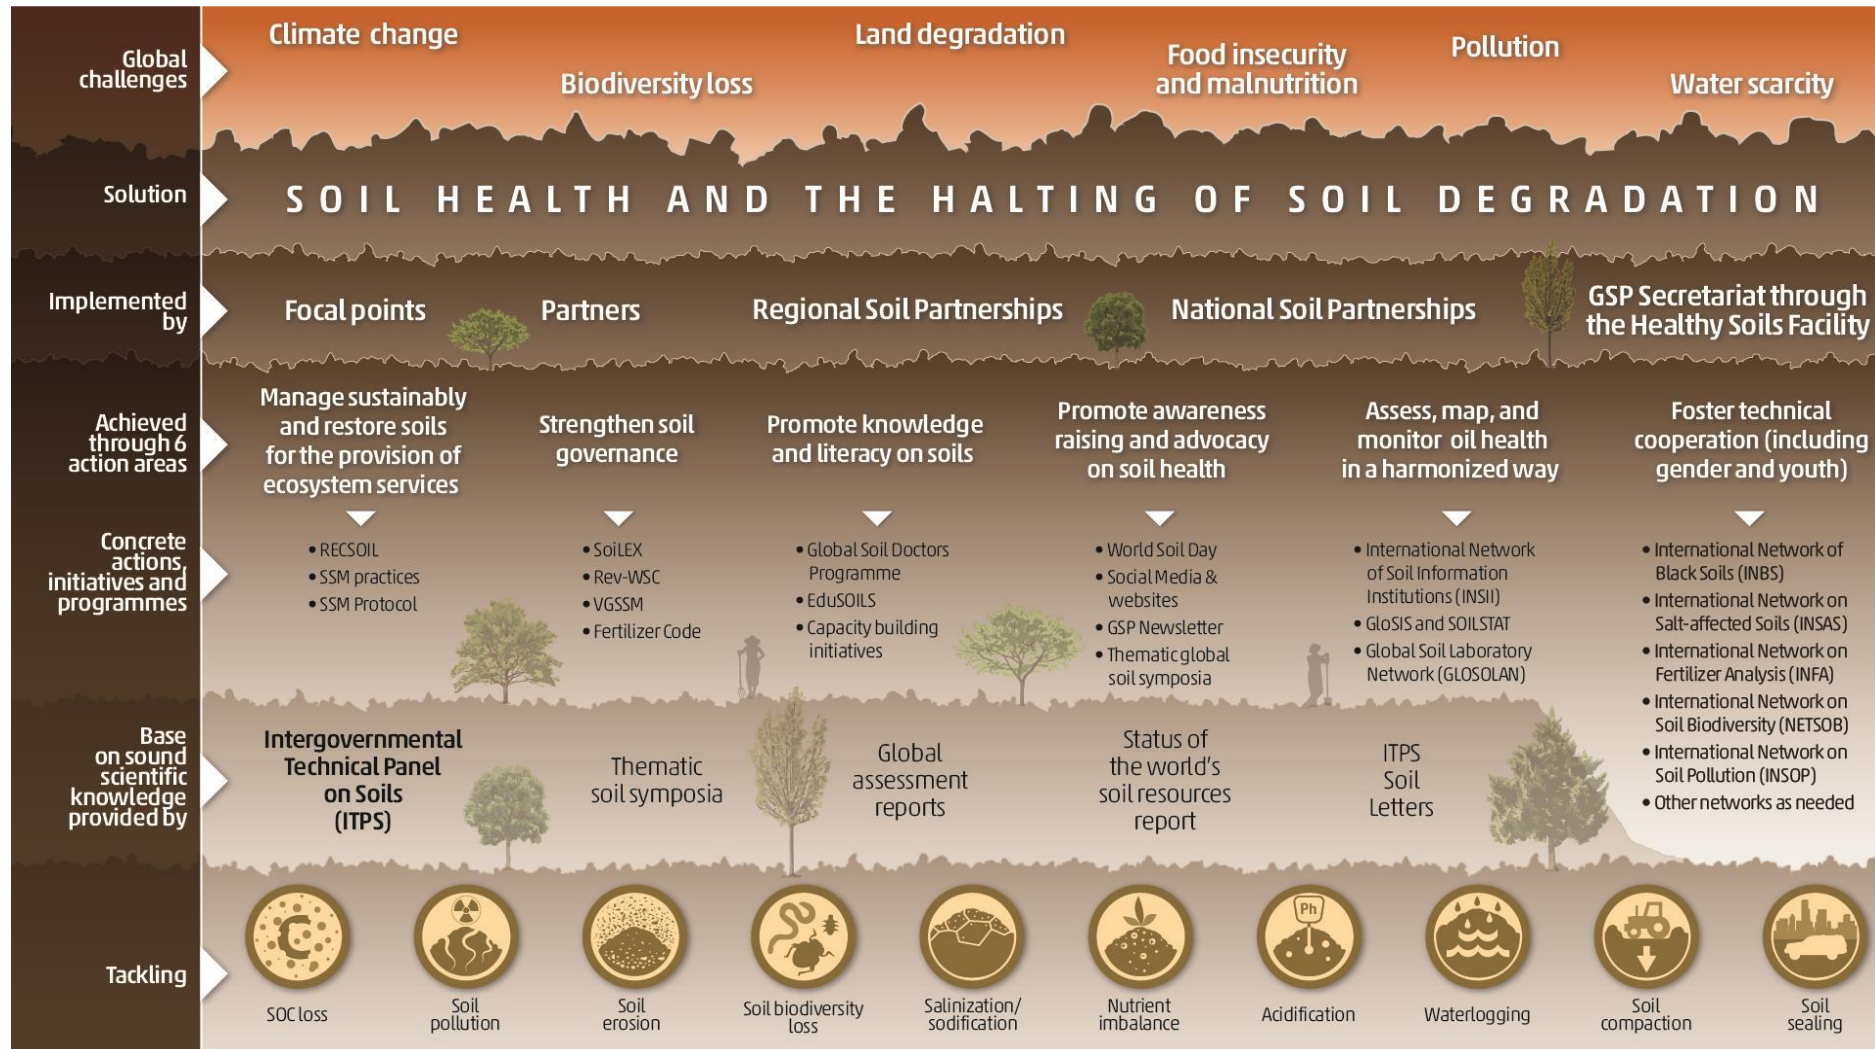 Global
challenges
Climate change
Biodiversity loss
Land degradation
Food insecurity
and malnutrition
Pollution
Water scarcity
Solution
SOIL HEALTH AND THE HALTING OF SOIL DEGRADATION
Implemented
by
Focal points
Partners
Regional Soil Partnerships
National Soil Partnerships
GSP Secretariat through
the Healthy Soils Facility
Achieved
through 6
action areas
Manage sustainably
and restore soils
for the provision of
ecosystem services
Strengthen soil
governance
Promote knowledge
and literacy on soils
Promote awareness
raising and advocacy
on soil health
Assess, map, and
monitor oil health
in a harmonized way
Foster technical
cooperation (including
gender and youth)
Concrete
actions,
initiatives and
programmes
• RECSOIL
• SSM practices
• SSM Protocol
• SoiLEX
• Rev-WSC
• VGSSM
• Fertilizer Code
• Global Soil Doctors
Programme
• EduSOILS
• Capacity building
initiatives
• World Soil Day
• Social Media &
websites
• GSP Newsletter
• Thematic global
soil symposia
• International Network
of Soil Information
Institutions (INSII)
• GloSIS and SOILSTAT
• Global Soil Laboratory
Network (GLOSOLAN)
• International Network of
Black Soils (INBS)
• International Network on
Salt-affected Soils (INSAS)
• International Network on
Fertilizer Analysis (INFA)
• International Network on
Soil Biodiversity (NETSOB)
• International Network on
Soil Pollution (INSOP)
• Other networks as needed
Base
on sound
scientific
knowledge
provided by
Intergovernmental
Technical Panel
on Soils
(ITPS)
Thematic
soil symposia
Global
assessment
reports
Status of
the world's
soil resources
report
ITPS
Soil
Letters
Tackling
C
Ph
SOC loss
Soil
pollution
Soil
erosion
Soil biodiversity
loss
Salinization/
sodification
Nutrient
imbalance
Acidification
Waterlogging
Soil
compaction
Soil
sealing